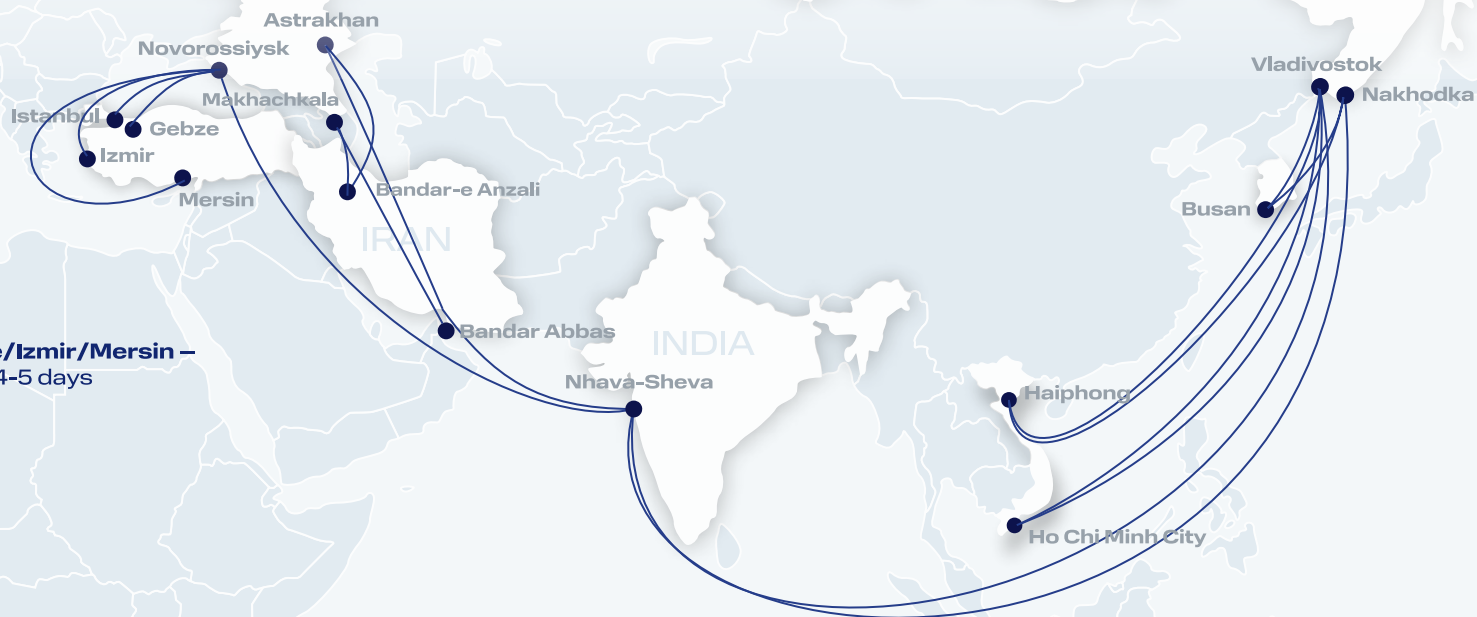 Astrakhan
Novorossiysk
Vladivostok
Makhachkala
Nakhodka
Istanbul
Gebze
Izmir
Bandar-e Anzali
Mersin
Busan
IRAN
Bandar Abbas
INDIA
e/Izmir/Mersin –
4-5 days
Nhava-Sheva
Haiphong
Ho Chi Minh City